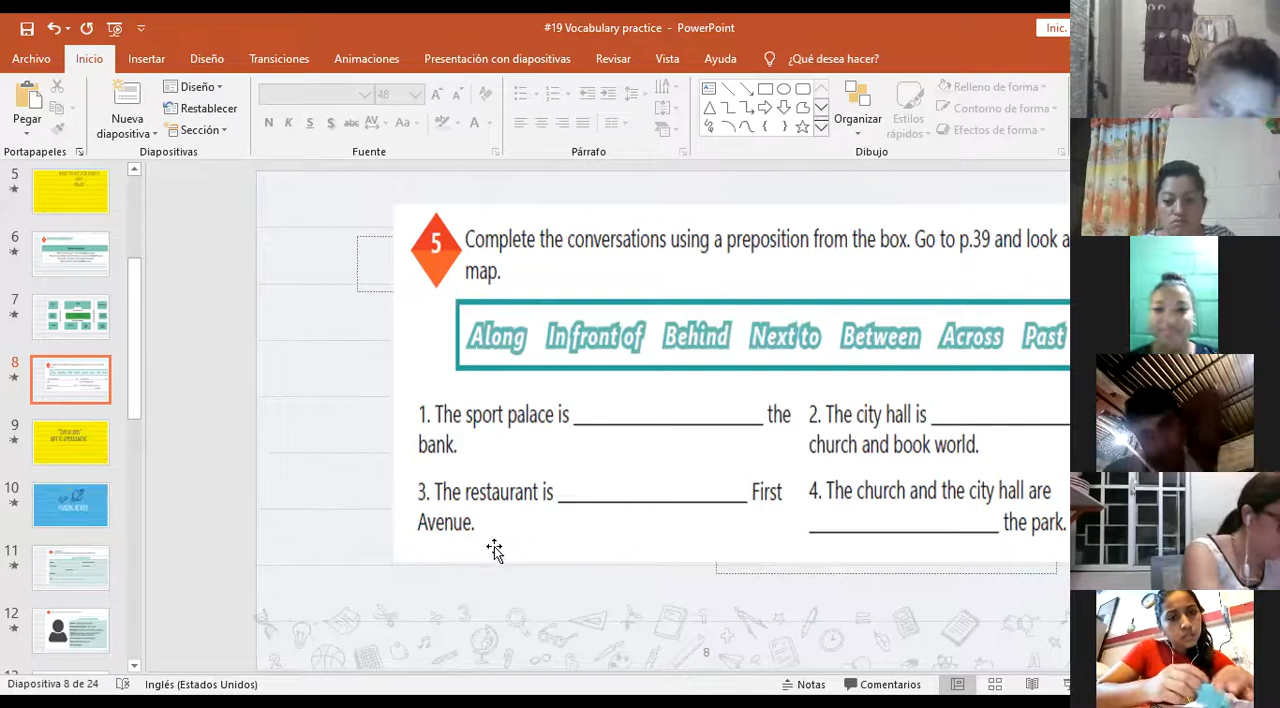 #19 Vocabulary practice - PowerPoint
Inic.
Archivo Inicio Insertar Diseño Transiciones Animaciones Presentación con diapositivas Revisar Vista Ayuda ¿Qué desea hacer?
Pegar
Portapapeles
Nueva diapositiva
Diseño
Restablecer
Sección
Diapositivas
48
N K S S abc AV Aa A
Fuente
Párrafo
Organizar
Estilos rápidos
Relleno de forma
Contorno de forma
Efectos de forma
Dibujo
5
6
7
8
9
10
11
12
5
Complete the conversations using a preposition from the box. Go to p.39 and look a
map.
Along In front of Behind Next to Between Across Past
1. The sport palace is ____________ the
bank.
2. The city hall is ____________
church and book world.
3. The restaurant is ____________ First
Avenue.
4. The church and the city hall are
____________ the park.
8
Diapositiva 8 de 24 Inglés (Estados Unidos) Notas Comentarios